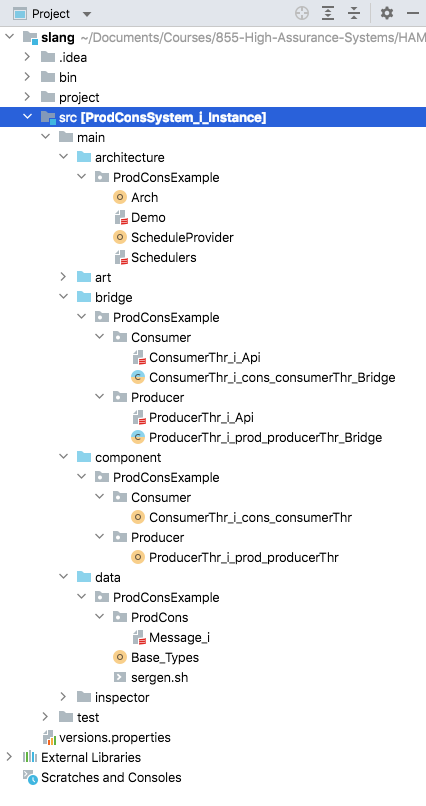 Project
slang ~/Documents/Courses/855-High-Assurance-Systems/HAM
.idea
bin
project
src [ProdConsSystem_i_Instance]
main
architecture
ProdConsExample
Arch
Demo
ScheduleProvider
Schedulers
art
bridge
ProdConsExample
Consumer
ConsumerThr_i_Api
ConsumerThr_i_cons_consumerThr_Bridge
Producer
ProducerThr_i_Api
ProducerThr_i_prod_producerThr_Bridge
component
ProdConsExample
Consumer
ConsumerThr_i_cons_consumerThr
Producer
ProducerThr_i_prod_producerThr
data
ProdConsExample
ProdCons
Message_i
Base_Types
sergen.sh
inspector
test
versions.properties
External Libraries
Scratches and Consoles